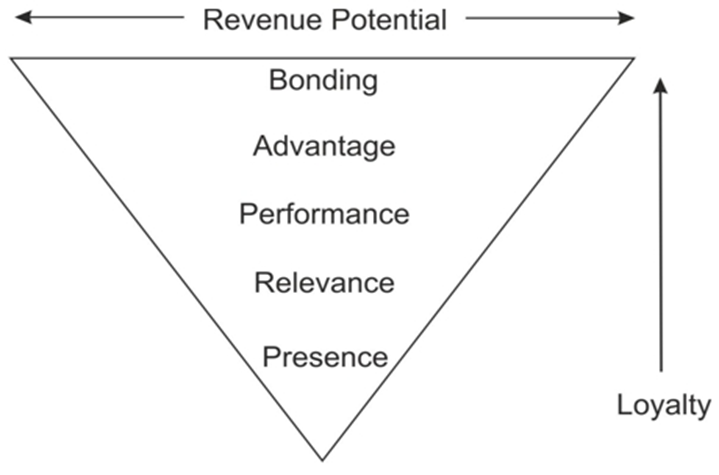 Revenue Potential
Bonding
Advantage
Performance
Relevance
Presence
Loyalty